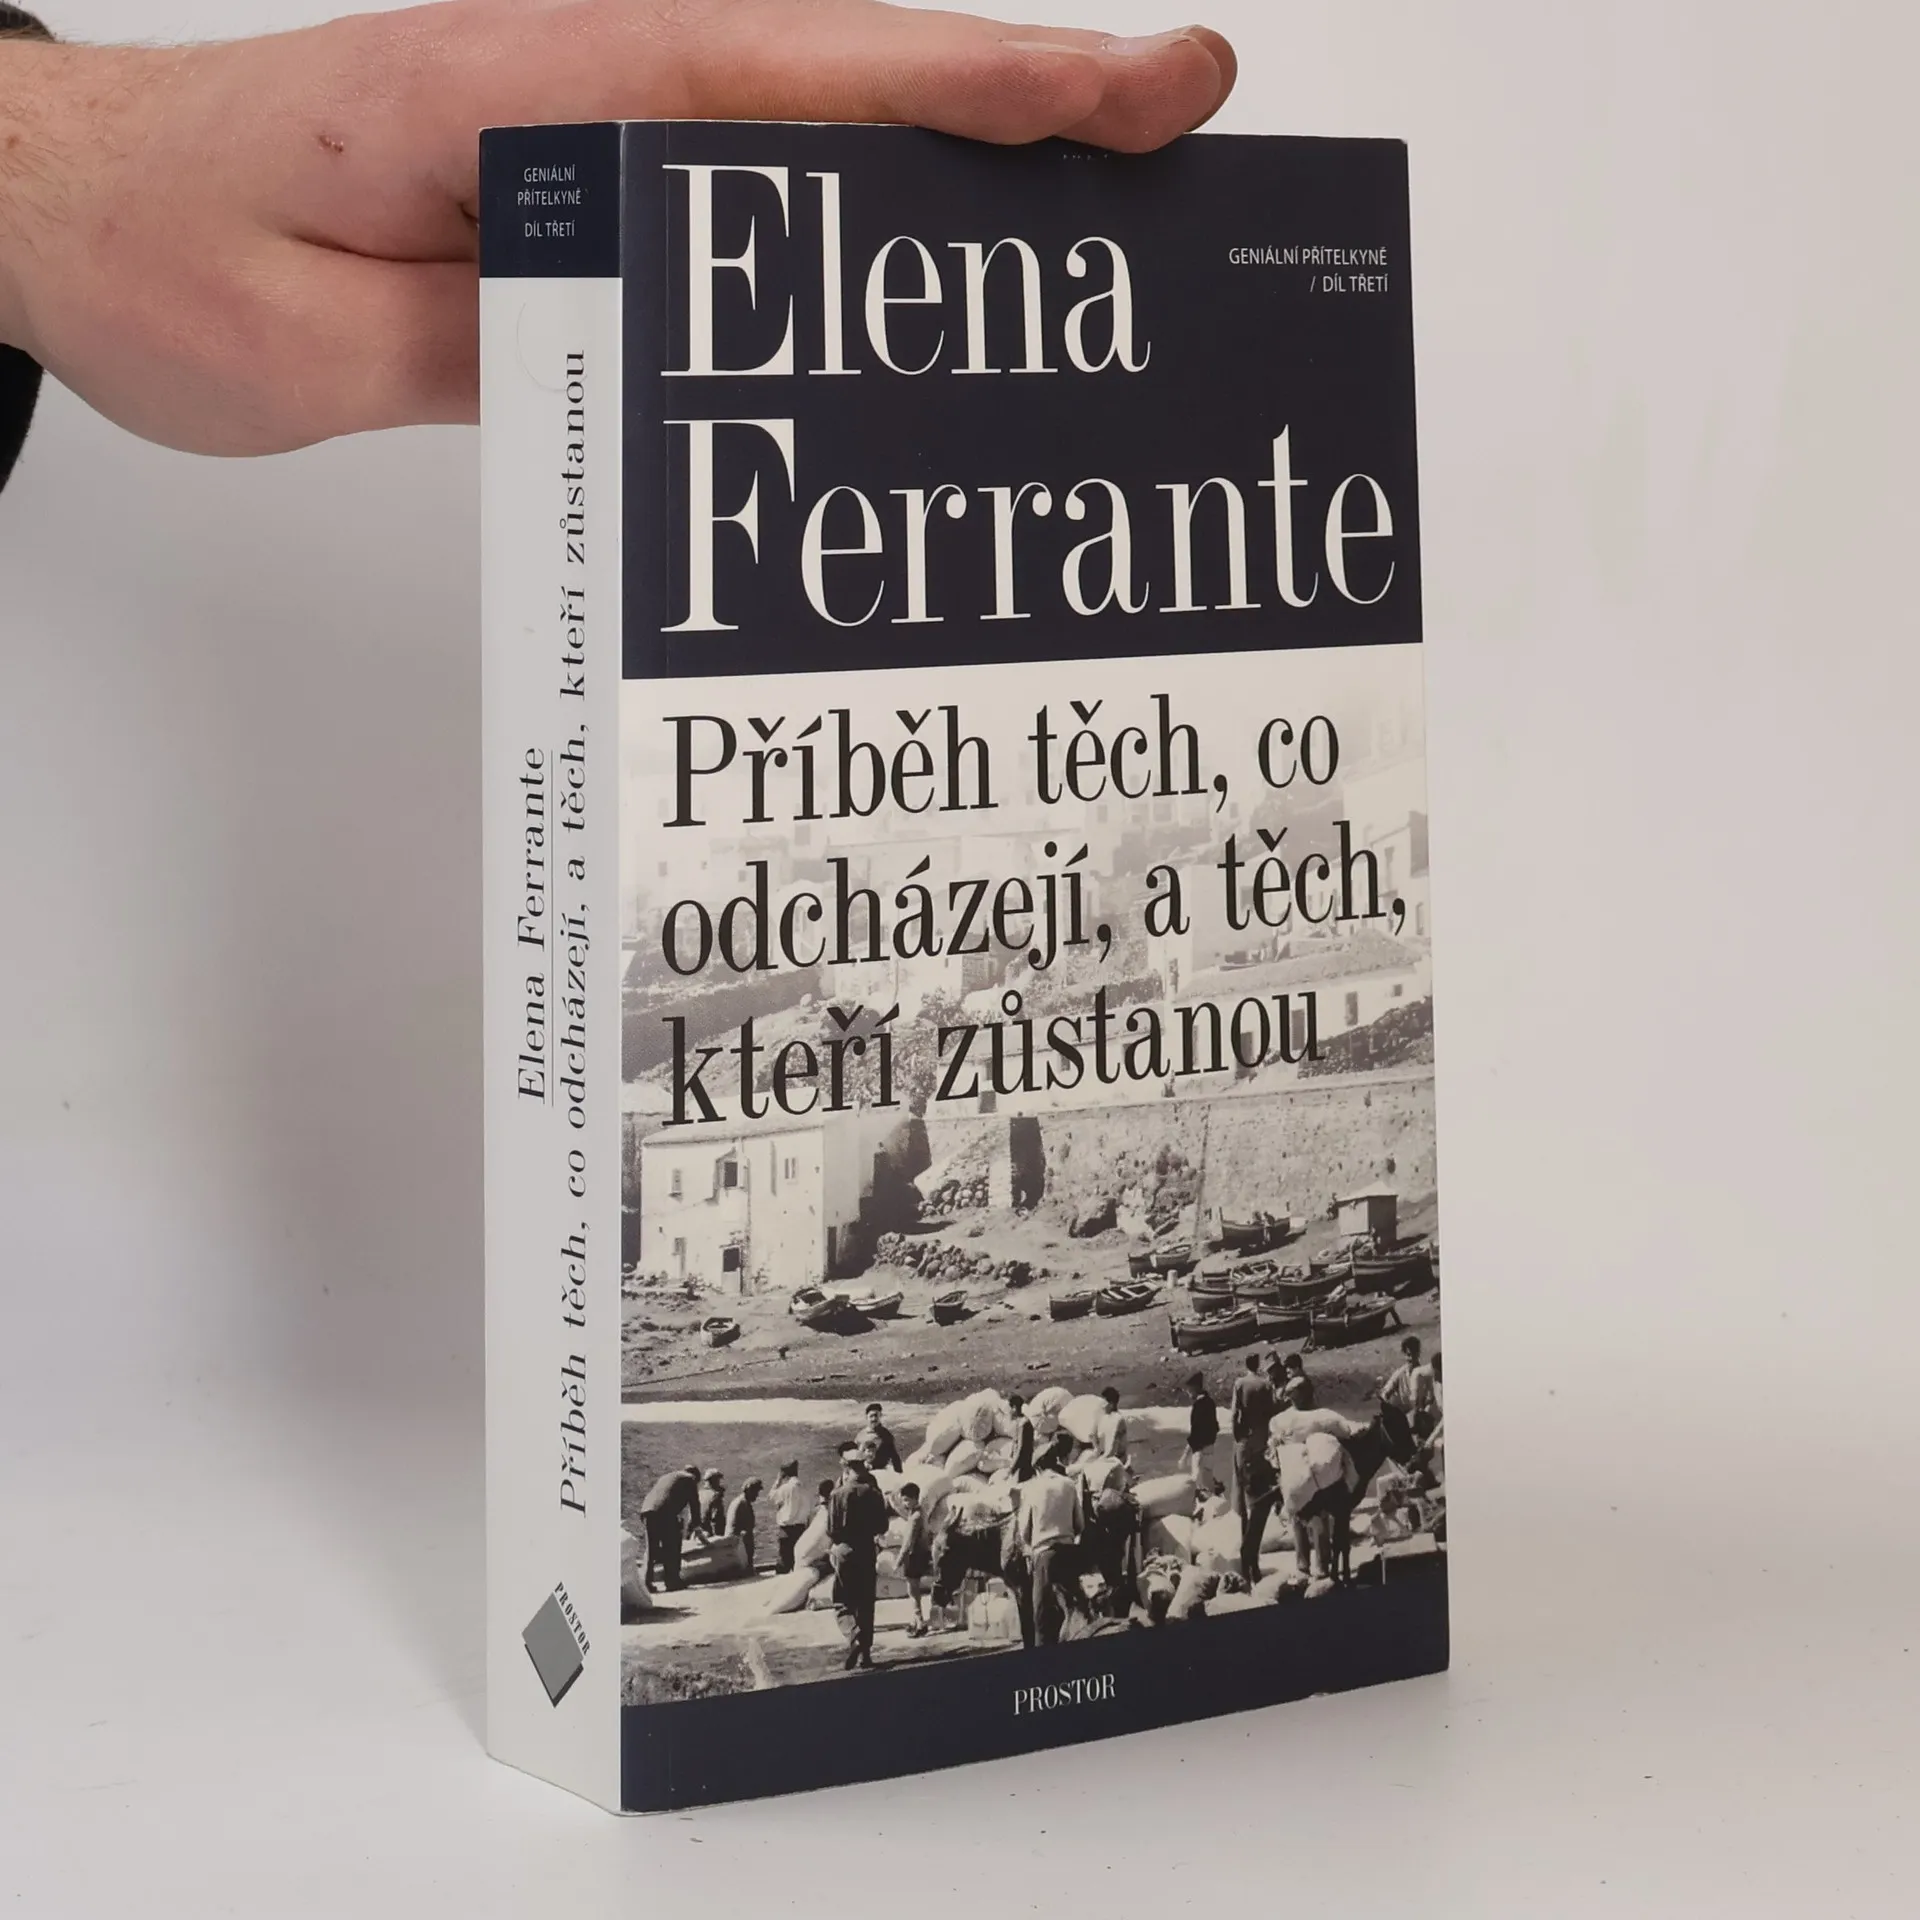 GENIÁLNÍ
PŘÍTELKYNĚ
DÍL TŘETÍ
Elena Ferrante
Příběh těch, co odcházejí, a těch, kteří zůstanou
PROSTOR
Elena
Ferrante
GENIÁLNÍ PŘÍTELKYNĚ
/ DÍL TŘETÍ
Příběh těch, co
odcházejí, a těch,
kteří zůstanou
PROSTOR